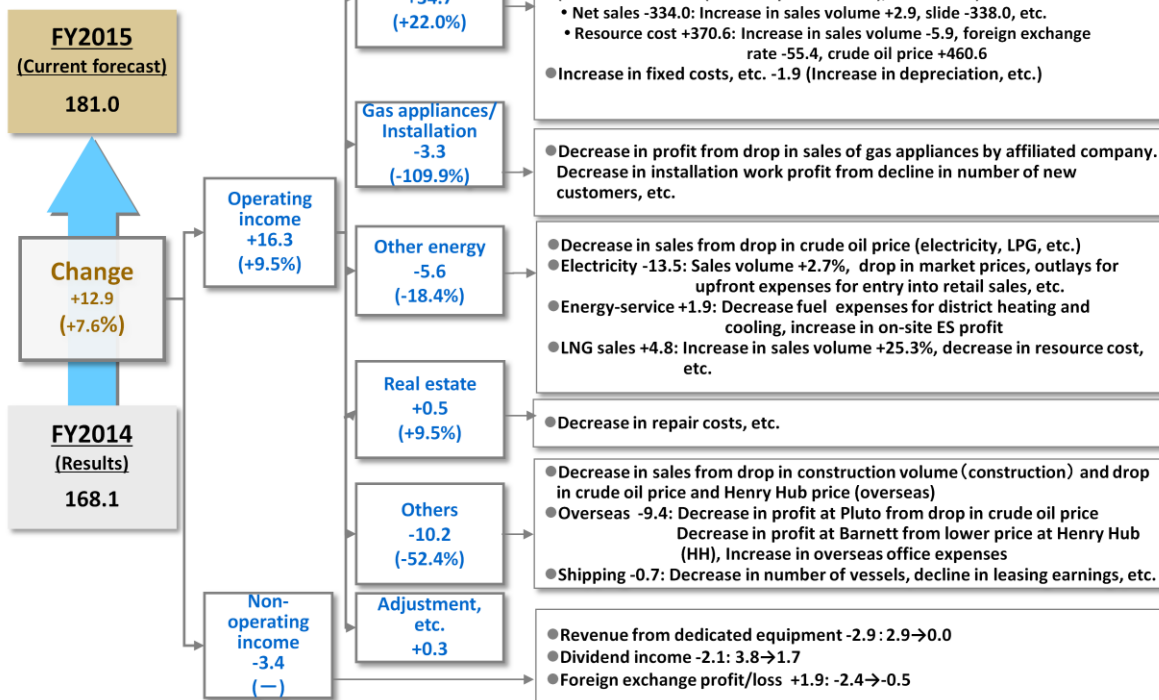 FY2015
(Current forecast)
181.0
Change
+12.9
(+7.6%)
FY2014
(Results)
168.1
Operating
income
+16.3
(+9.5%)
Non-
operating
income
-3.4
(—)
(+22.0%)
• Net sales -334.0: Increase in sales volume +2.9, slide -338.0, etc.
• Resource cost +370.6: Increase in sales volume -5.9, foreign exchange
rate -55.4, crude oil price +460.6
●Increase in fixed costs, etc. -1.9 (Increase in depreciation, etc.)
Gas appliances/
Installation
-3.3
(-109.9%)
●Decrease in profit from drop in sales of gas appliances by affiliated company.
Decrease in installation work profit from decline in number of new
customers, etc.
Other energy
-5.6
(-18.4%)
●Decrease in sales from drop in crude oil price (electricity, LPG, etc.)
●Electricity -13.5: Sales volume +2.7%, drop in market prices, outlays for
upfront expenses for entry into retail sales, etc.
●Energy-service +1.9: Decrease fuel expenses for district heating and
cooling, increase in on-site ES profit
●LNG sales +4.8: Increase in sales volume +25.3%, decrease in resource cost,
etc.
Real estate
+0.5
(+9.5%)
●Decrease in repair costs, etc.
Others
-10.2
(-52.4%)
●Decrease in sales from drop in construction volume (construction) and drop
in crude oil price and Henry Hub price (overseas)
●Overseas -9.4: Decrease in profit at Pluto from drop in crude oil price
Decrease in profit at Barnett from lower price at Henry Hub
(HH), Increase in overseas office expenses
●Shipping -0.7: Decrease in number of vessels, decline in leasing earnings, etc.
Adjustment,
etc.
+0.3
●Revenue from dedicated equipment -2.9: 2.9→0.0
●Dividend income -2.1: 3.8→1.7
●Foreign exchange profit/loss +1.9: -2.4→-0.5